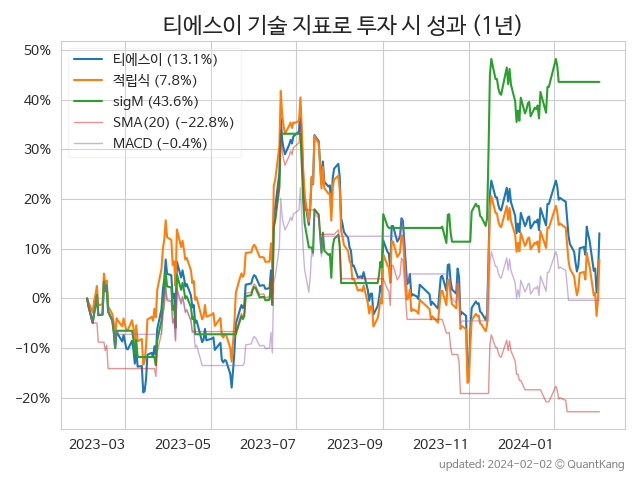 티에스이 기술 지표로 투자 시 성과 (1년)
50%
40%
30%
20%
10%
0%
−10%
−20%
티에스이 (13.1%)
적립식 (7.8%)
sigM (43.6%)
SMA(20) (−22.8%)
MACD (−0.4%)
2023-03
2023-05
2023-07
2023-09
2023-11
2024-01
updated: 2024-02-02 ⓒ QuantKang